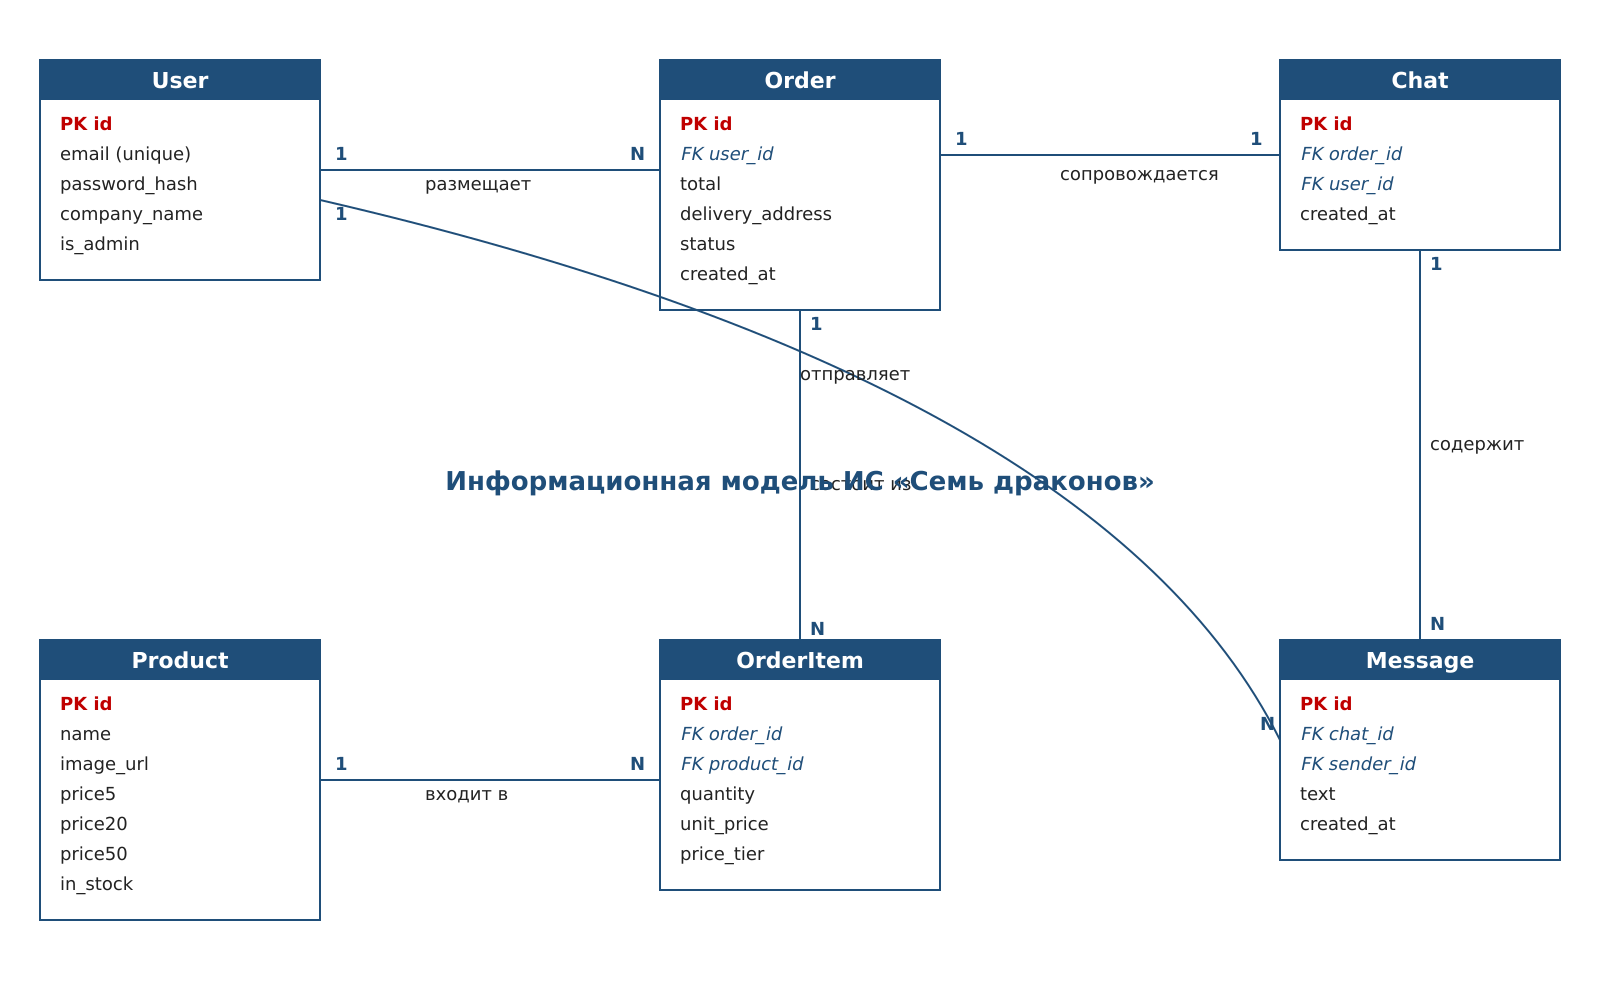 User
PK id
email (unique)
password_hash
company_name
is_admin
1
N
размещает
1
Order
PK id
FK user_id
total
delivery_address
status
created_at
1
1
сопровождается
Chat
PK id
FK order_id
FK user_id
created_at
1
отправляет
1
содержит
Информационная модель ИС «Семь драконов»
состоит из
N
N
Product
PK id
name
image_url
price5
price20
price50
in_stock
1
N
входит в
OrderItem
PK id
FK order_id
FK product_id
quantity
unit_price
price_tier
N
Message
PK id
FK chat_id
FK sender_id
text
created_at